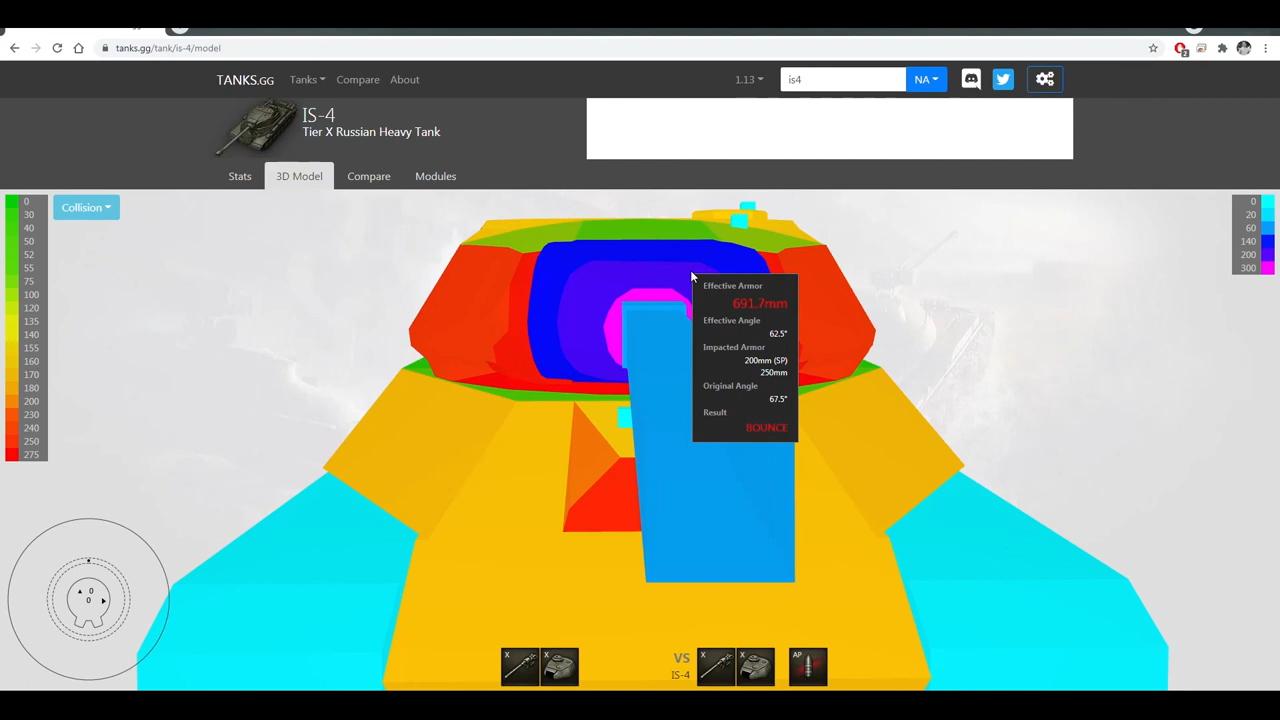 tanks.gg/tank/is-4/model
2
TANKS.GG
Tanks
Compare
About
1.13
is4
NA
IS-4
Tier X Russian Heavy Tank
Stats
3D Model
Compare
Modules
Collision
0
30
40
50
52
55
75
100
120
135
140
155
160
170
180
200
230
240
250
275
0
20
60
140
200
300
Effective Armor
691.7mm
Effective Angle
62.5°
Impacted Armor
200mm (SP)
250mm
Original Angle
67.5°
Result
BOUNCE
0
0
X
X
VS
IS-4
X
X
AP